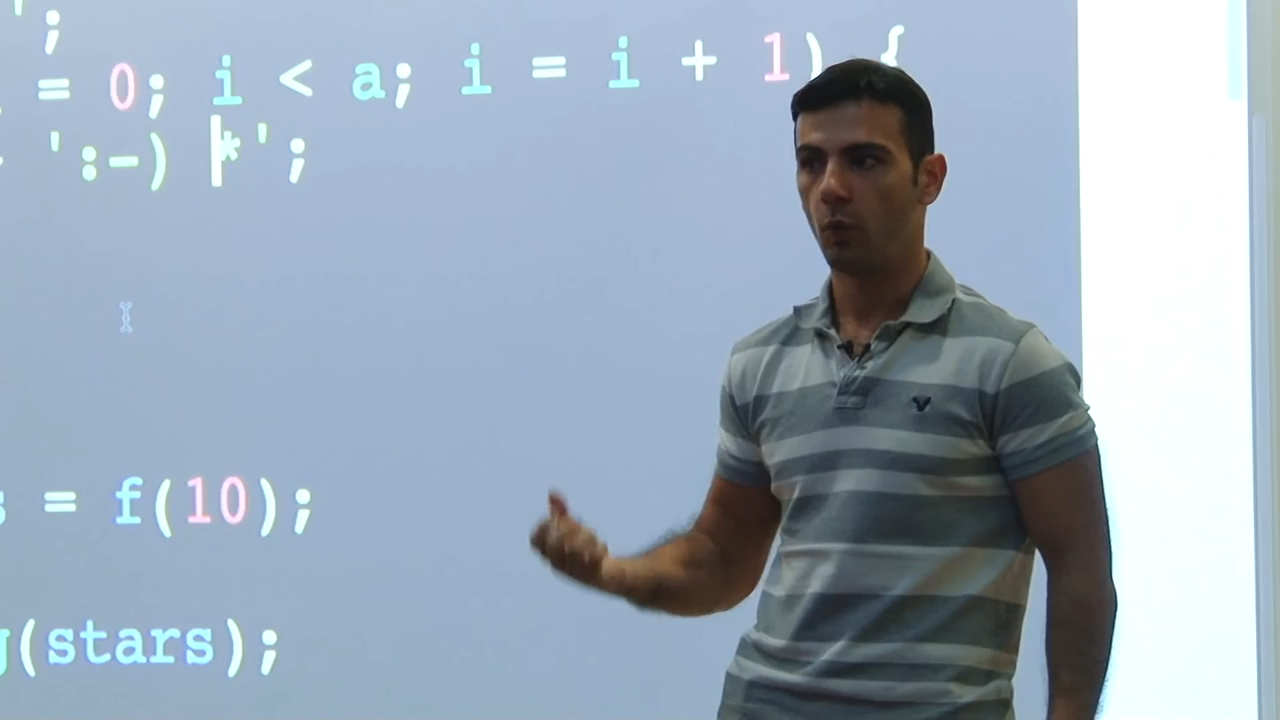 ';
= 0; i < a; i = i + 1) {
':-) *';
= f(10);
g(stars);